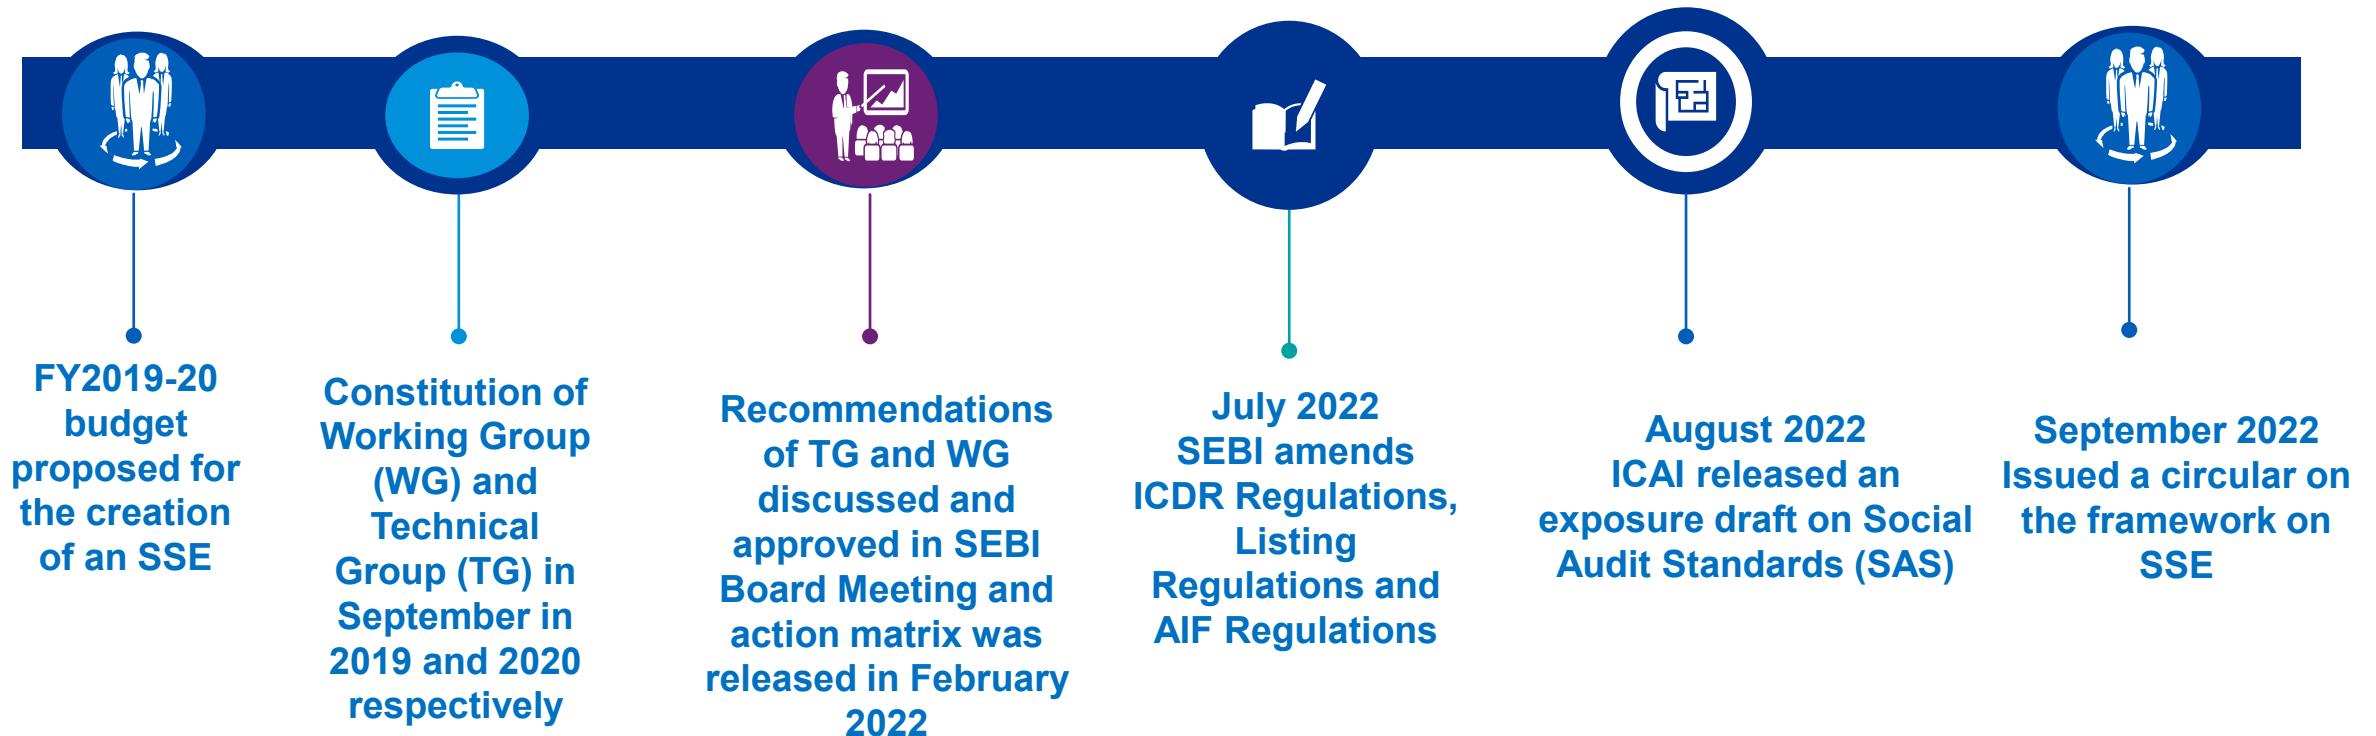 FY2019-20
budget
proposed for
the creation
of an SSE
Constitution of
Working Group
(WG) and
Technical
Group (TG) in
September in
2019 and 2020
respectively
Recommendations
of TG and WG
discussed and
approved in SEBI
Board Meeting and
action matrix was
released in February
2022
July 2022
SEBI amends
ICDR Regulations,
Listing
Regulations and
AIF Regulations
August 2022
ICAI released an
exposure draft on Social
Audit Standards (SAS)
September 2022
Issued a circular on
the framework on
SSE